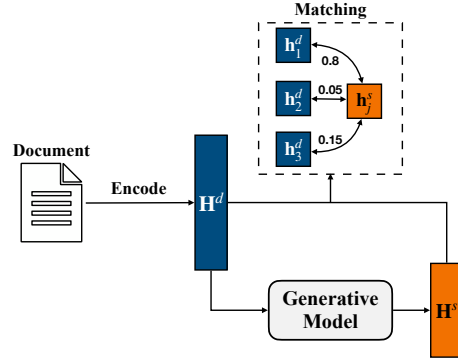 Matching
h₁ᵈ
0.8
h₂ᵈ
0.05
hⱼˢ
h₃ᵈ
0.15
Document
Encode
Hᵈ
Generative
Model
Hˢ